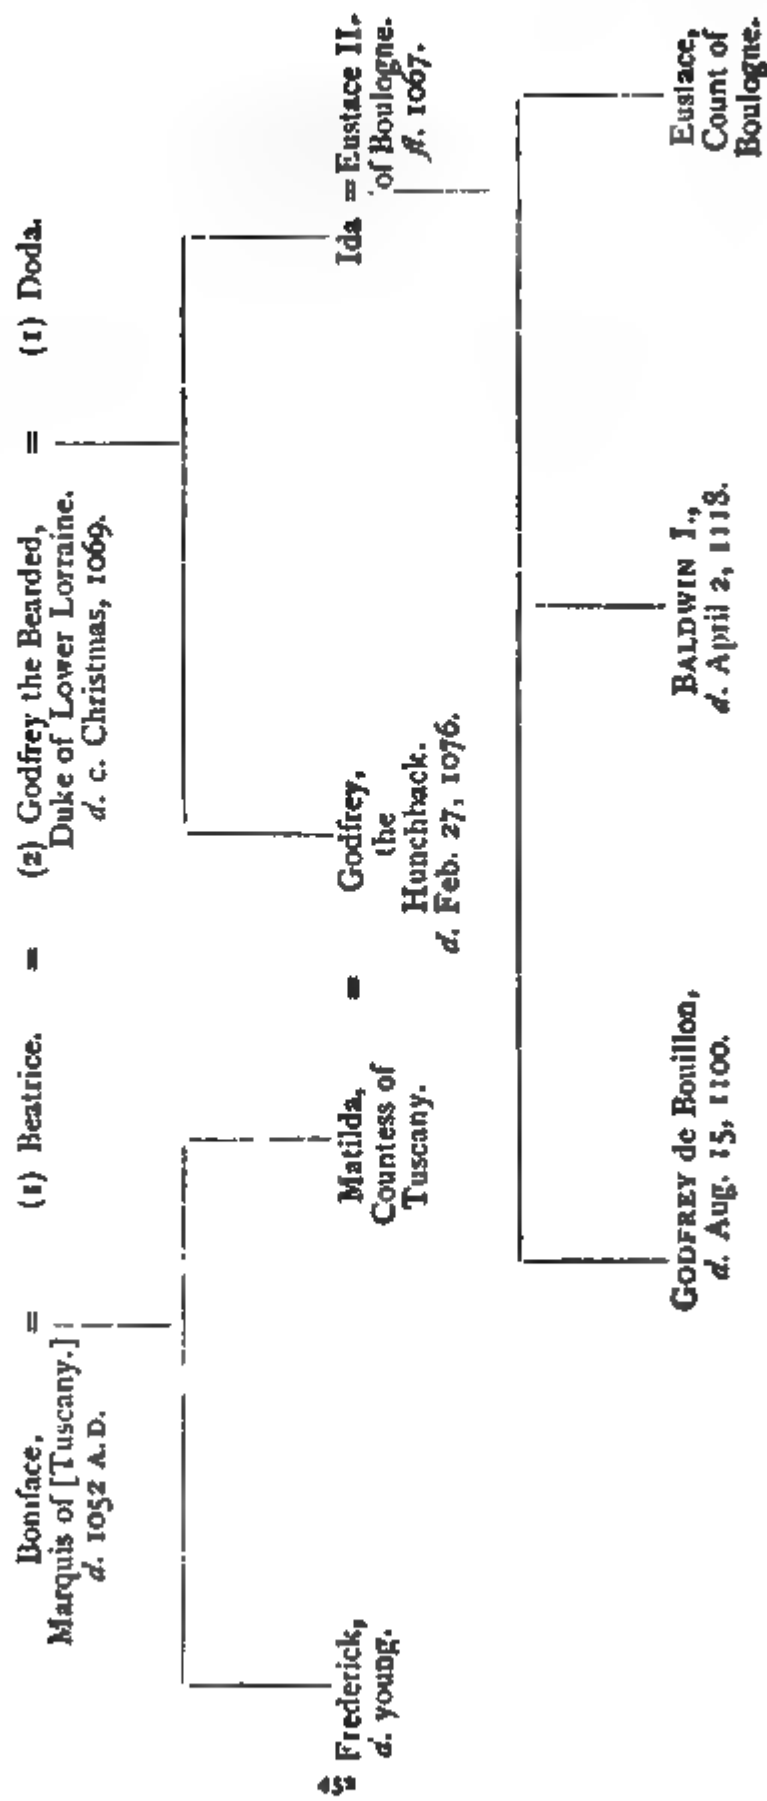 Boniface,
Marquis of [Tuscany.]
d. 1052 A.D.
=
(1) Beatrice.
=
(2) Godfrey the Bearded,
Duke of Lower Lorraine.
d. c. Christmas, 1069.
=
(1) Doda.
Frederick,
d. young.
Matilda,
Countess of
Tuscany.
=
Godfrey,
the
Hunchback.
d. Feb. 27, 1076.
Ida = Eustace II.
of Boulogne.
fl. 1067.
GODFREY de Bouillon,
d. Aug. 15, 1100.
BALDWIN I.,
d. April 2, 1118.
Eustace,
Count of
Boulogne.